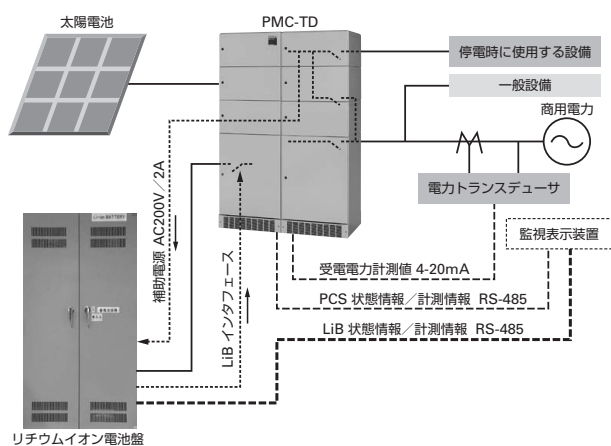 太陽電池
PMC-TD
停電時に使用する設備
一般設備
商用電力
電力トランスデューサ
監視表示装置
補助電源 AC200V/2A
Li-ion BATTERY
LiB インタフェース
受電電力計測値 4-20mA
PCS 状態情報/計測情報 RS-485
LiB 状態情報/計測情報 RS-485
リチウムイオン電池盤